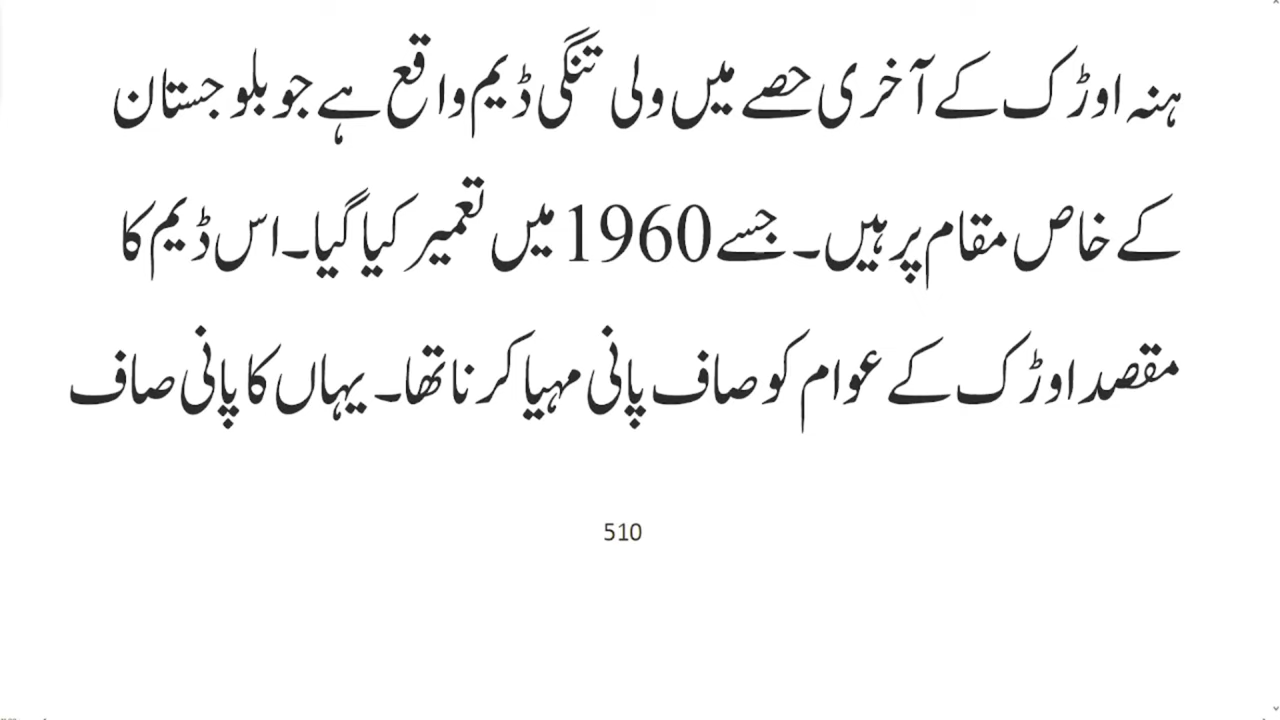 ہنہ اوڑک کے آخری حصے میں ولی تنگی ڈیم واقع ہے جو بلوجستان
کے خاص مقام پر ہیں۔ جسے 1960 میں تعمیر کیا گیا۔ اس ڈیم کا
مقصد اوڑک کے عوام کو صاف پانی مہیا کرنا تھا۔ یہاں کا پانی صاف
510